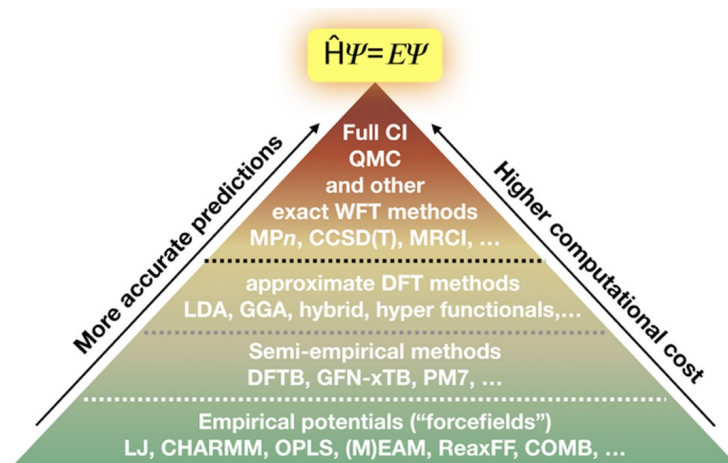 ĤΨ=EΨ
More accurate predictions
Higher computational cost
Full CI
QMC
and other
exact WFT methods
MPn, CCSD(T), MRCI, ...
approximate DFT methods
LDA, GGA, hybrid, hyper functionals,...
Semi-empirical methods
DFTB, GFN-xTB, PM7, ...
Empirical potentials (“forcefields”)
LJ, CHARMM, OPLS, (M)EAM, ReaxFF, COMB, ...